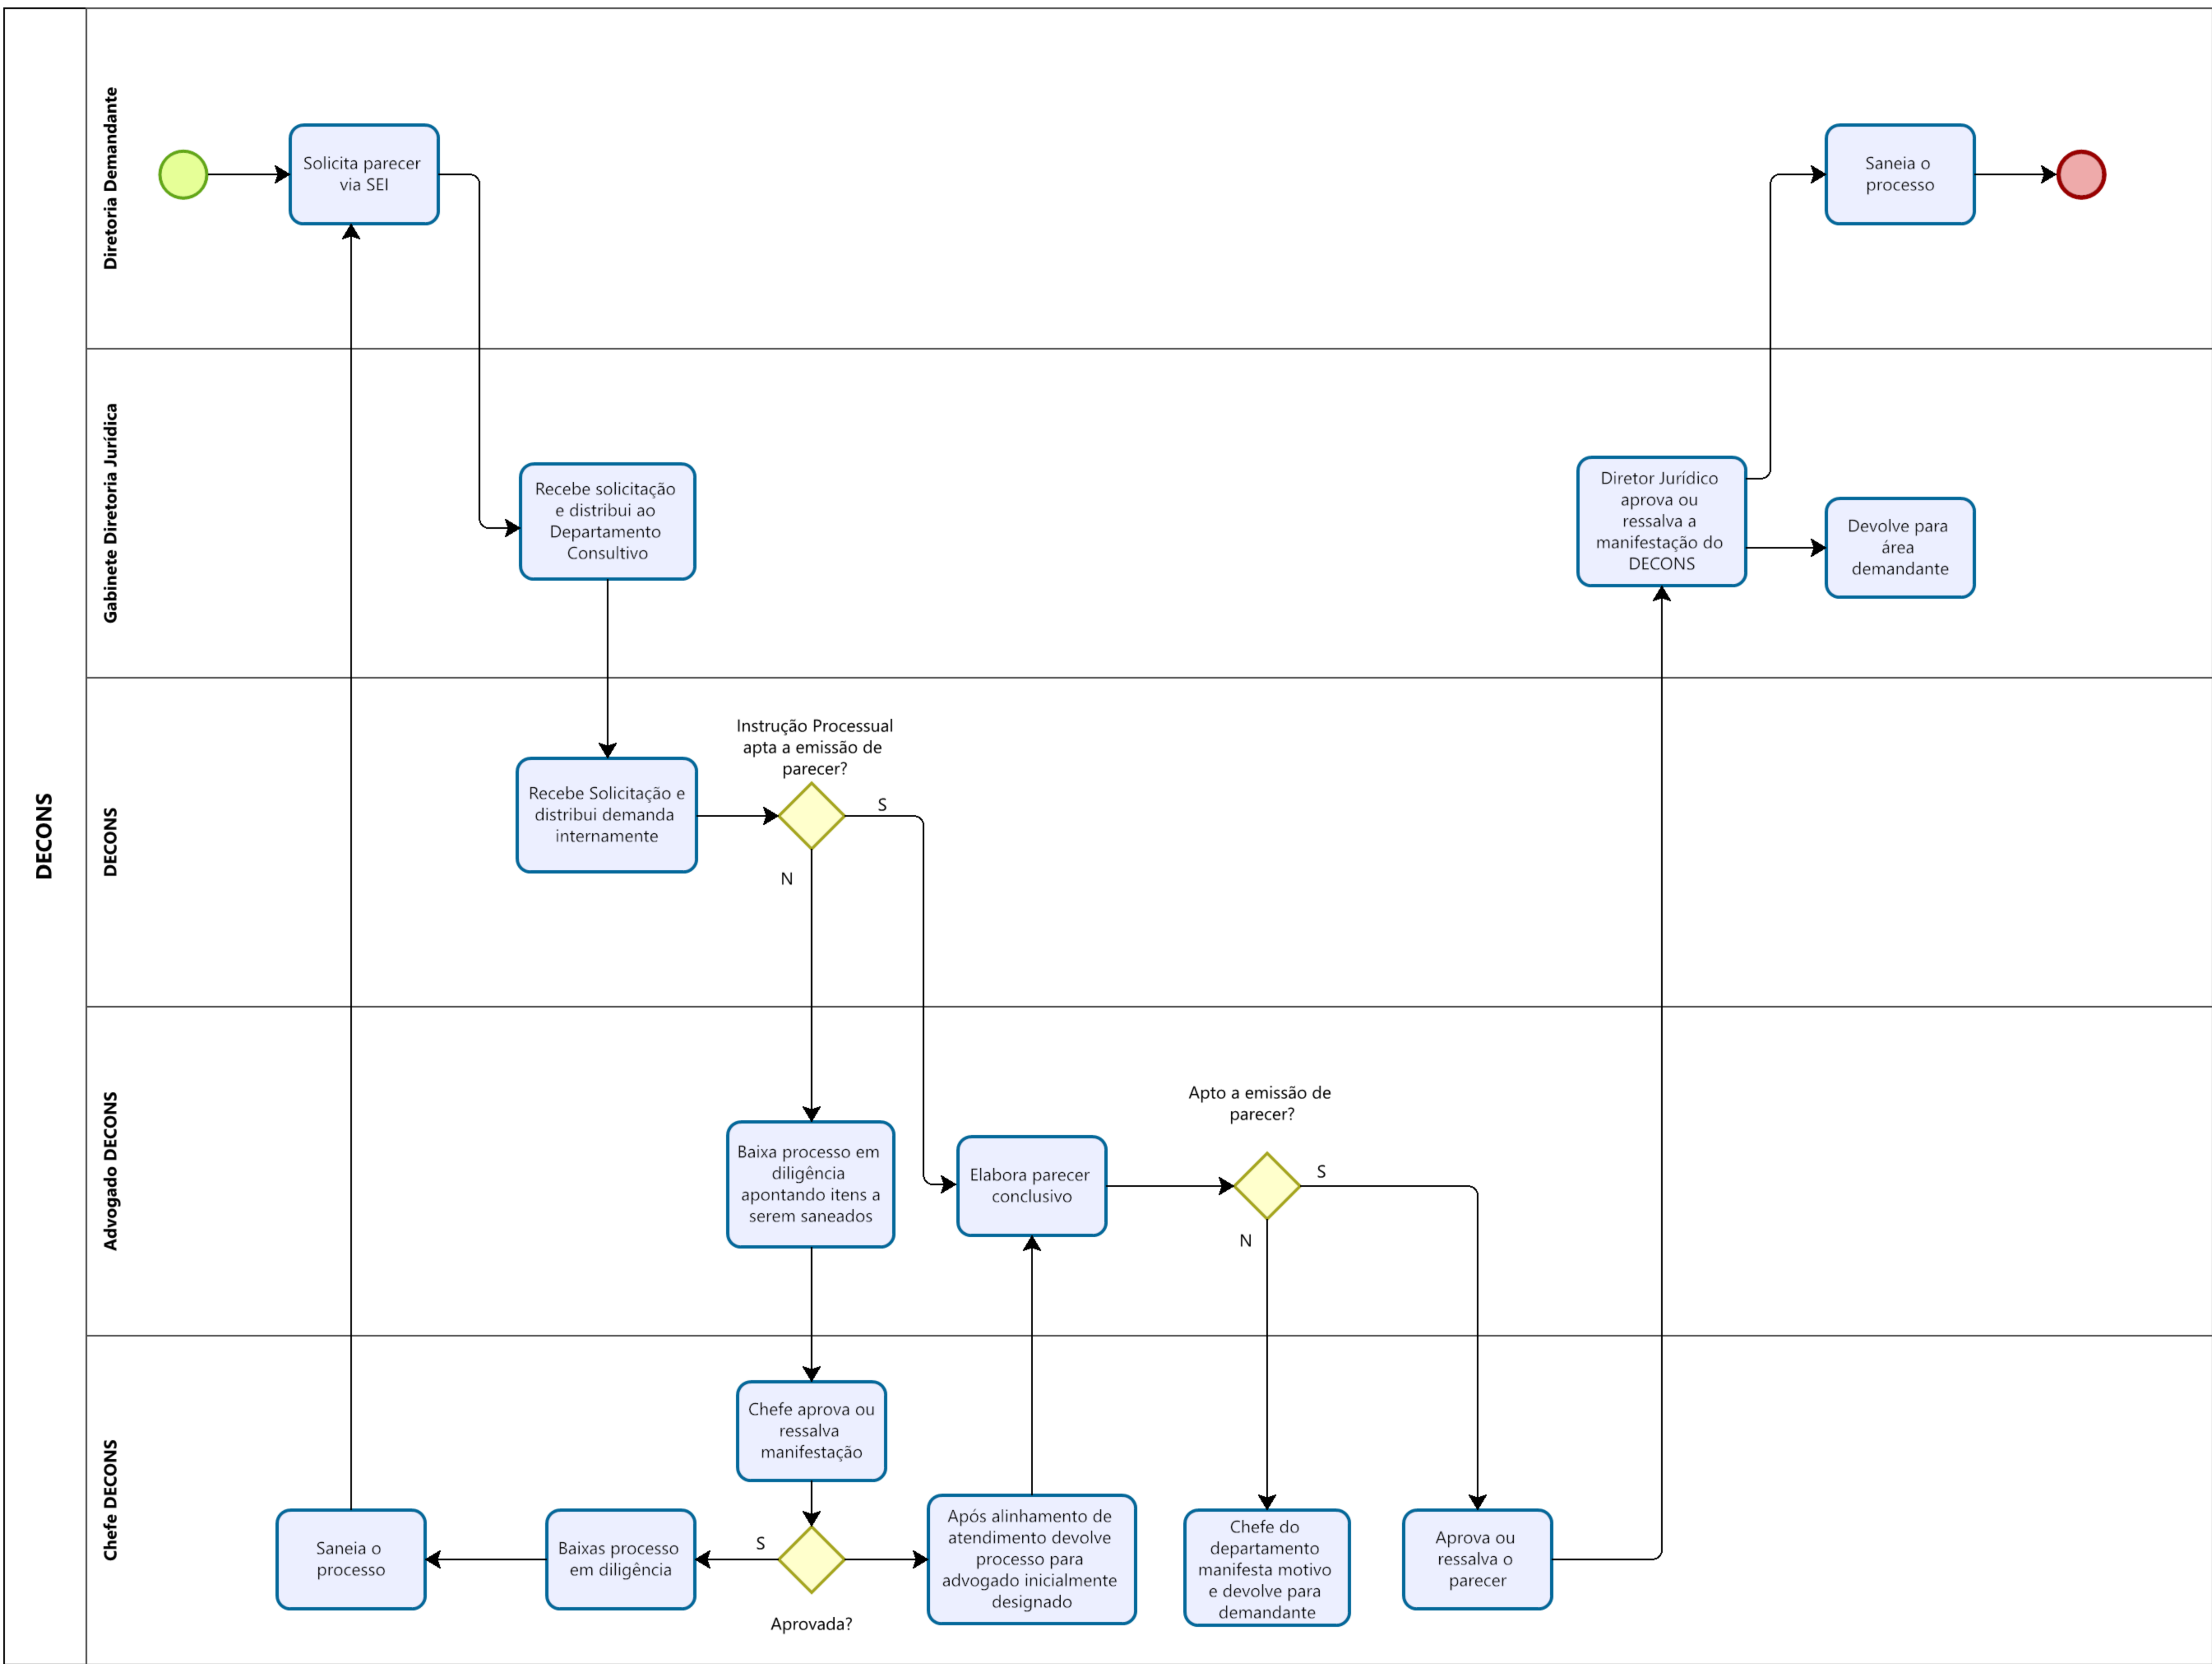 DECONS
Diretoria Demandante
Solicita parecer
via SEI
Saneia o
processo
Gabinete Diretoria Jurídica
Recebe solicitação
e distribui ao
Departamento
Consultivo
Diretor Jurídico
aprova ou
ressalva a
manifestação do
DECONS
Devolve para
área
demandante
DECONS
Recebe Solicitação e
distribui demanda
internamente
Instrução Processual
apta a emissão de
parecer?
S
N
Advogado DECONS
Baixa processo em
diligência
apontando itens a
serem saneados
Elabora parecer
conclusivo
Apto a emissão de
parecer?
S
N
Chefe DECONS
Chefe aprova ou
ressalva
manifestação
Saneia o
processo
Baixas processo
em diligência
S
Aprovada?
Após alinhamento de
atendimento devolve
processo para
advogado inicialmente
designado
Chefe do
departamento
manifesta motivo
e devolve para
demandante
Aprova ou
ressalva o
parecer